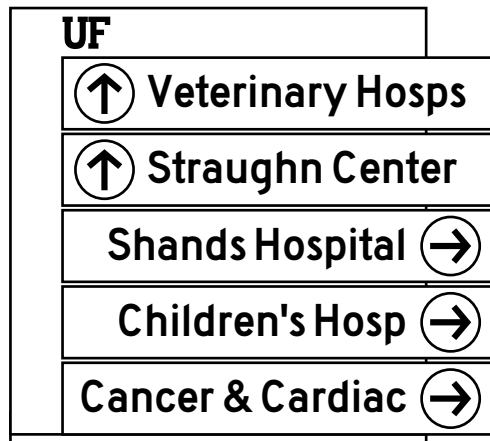 UF
Veterinary Hosps
Straughn Center
Shands Hospital
Children's Hosp
Cancer & Cardiac